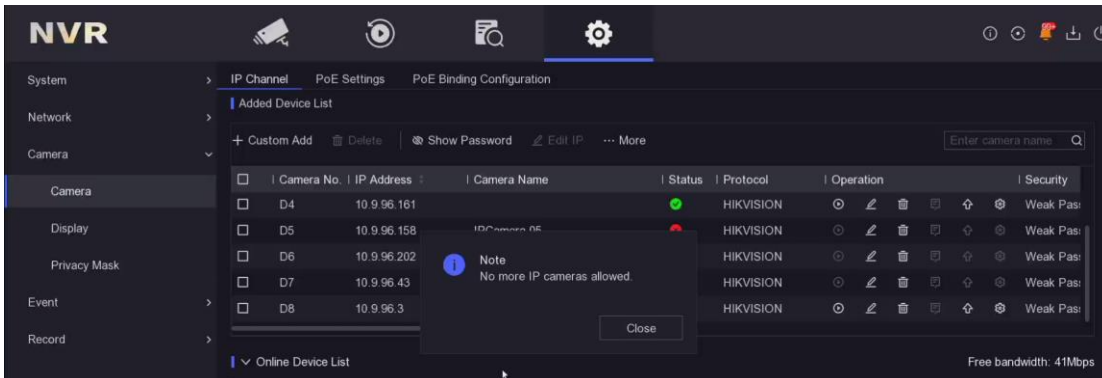 NVR
System
Network
Camera
Camera
Display
Privacy Mask
Event
Record
IP Channel PoE Settings PoE Binding Configuration
Added Device List
+ Custom Add Delete Show Password Edit IP ··· More Enter camera name
Camera No. IP Address Camera Name Status Protocol Operation Security
D4 10.9.96.161 HIKVISION Weak Pas
D5 10.9.96.158 IPCamera 05 HIKVISION Weak Pas
D6 10.9.96.202 HIKVISION Weak Pas
D7 10.9.96.43 HIKVISION Weak Pas
D8 10.9.96.3 HIKVISION Weak Pas
Note
No more IP cameras allowed.
Close
Online Device List Free bandwidth: 41Mbps